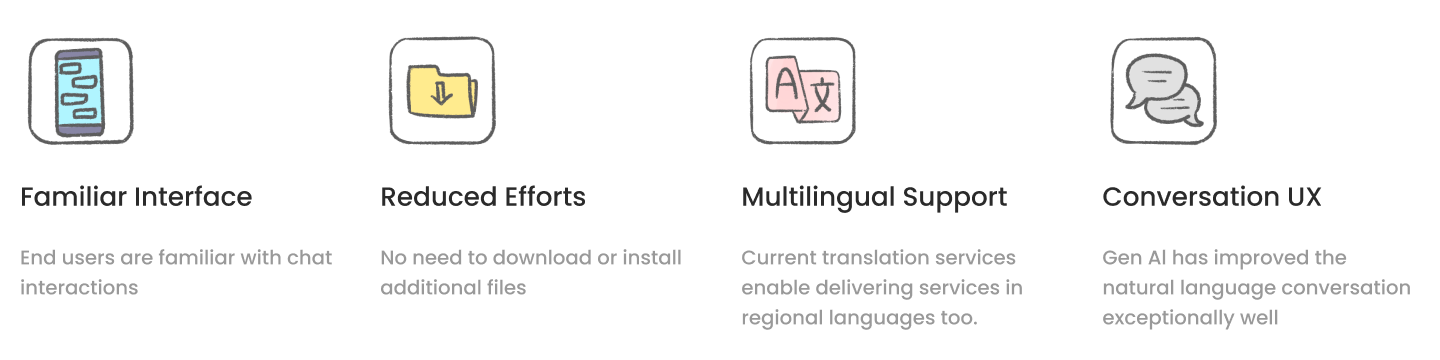 A 文
Familiar Interface
End users are familiar with chat
interactions
Reduced Efforts
No need to download or install
additional files
Multilingual Support
Current translation services
enable delivering services in
regional languages too.
Conversation UX
Gen AI has improved the
natural language conversation
exceptionally well